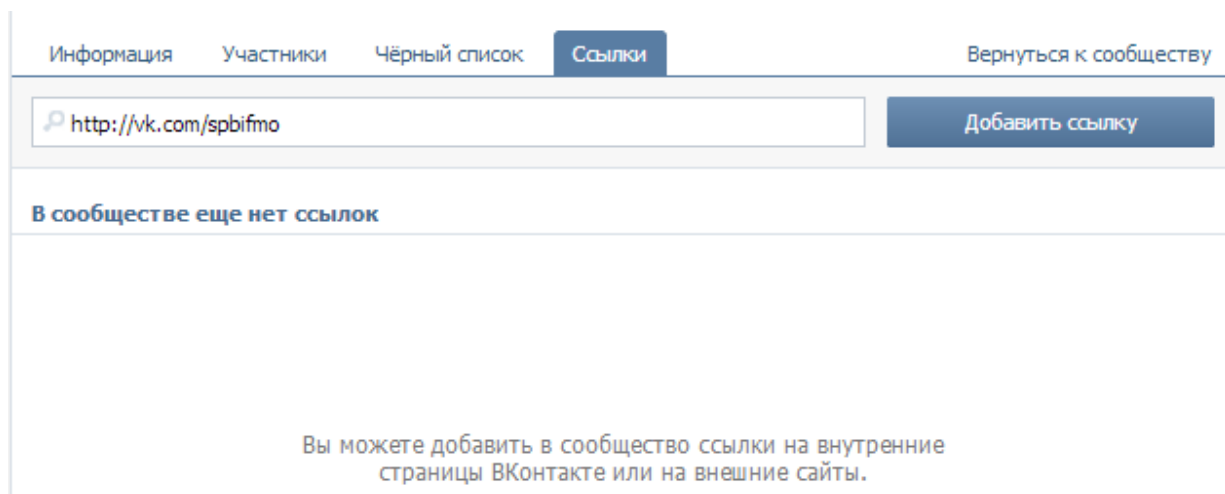 Информация Участники Чёрный список Ссылки Вернуться к сообществу
http://vk.com/spbifmo Добавить ссылку
В сообществе еще нет ссылок
Вы можете добавить в сообщество ссылки на внутренние
страницы ВКонтакте или на внешние сайты.